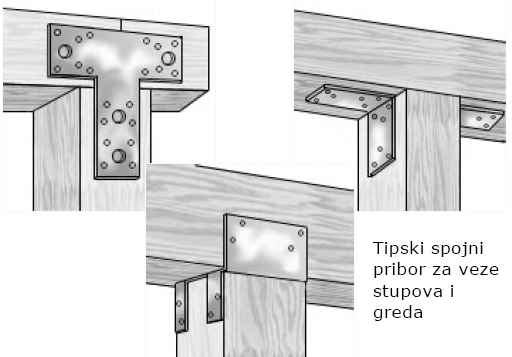 Tipski spojni
pribor za veze
stupova i
greda